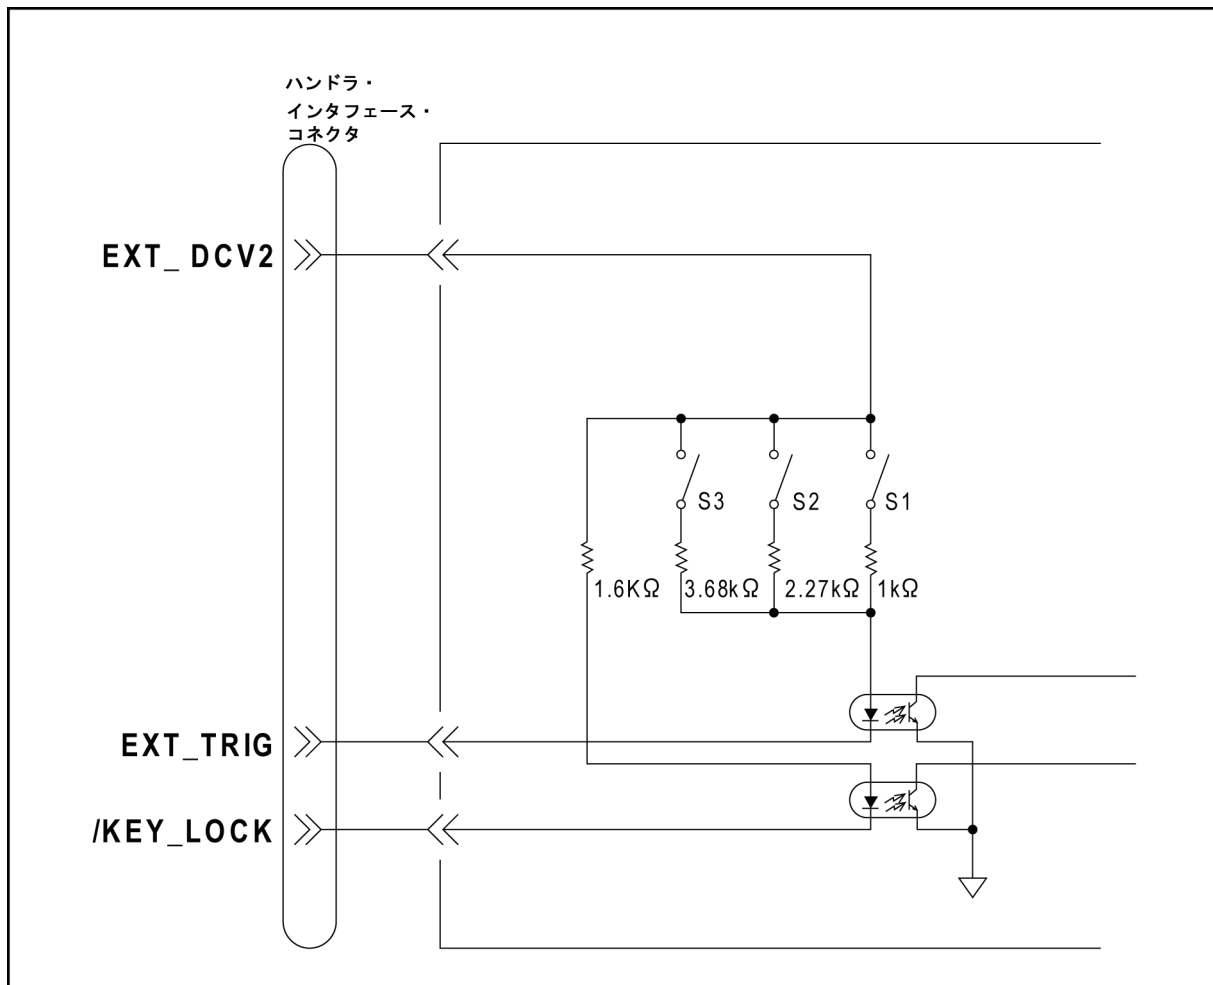 ハンドラ・
インタフェース・
コネクタ
EXT_ DCV2
S3
S2
S1
1.6KΩ
3.68kΩ
2.27kΩ
1kΩ
EXT_TRIG
/KEY_LOCK